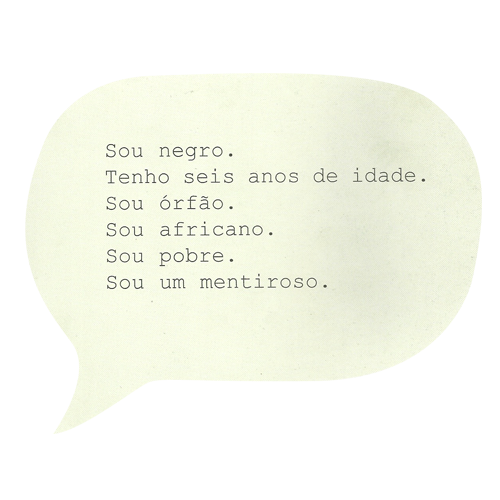 Sou negro.
Tenho seis anos de idade.
Sou órfão.
Sou africano.
Sou pobre.
Sou um mentiroso.